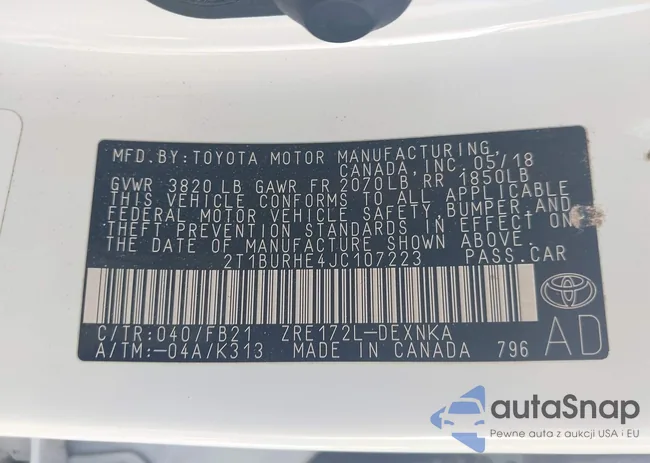 MFD.BY:TOYOTA MOTOR MANUFACTURING,
CANADA,INC.05/18
GVWR 3820 LB GAWR FR 2070LB,RR 1850LB
THIS VEHICLE CONFORMS TO ALL APPLICABLE
FEDERAL MOTOR VEHICLE SAFETY,BUMPER,AND
THEFT PREVENTION STANDARDS IN EFFECT ON
THE DATE OF MANUFACTURE SHOWN ABOVE.
2T1BURHE4JC107223 PASS.CAR
C/TR:040/FB21 ZRE172L-DEXNKA
A/TM:-04A/K313 MADE IN CANADA 796
AD
autaSnap
Pewne auta z aukcji USA i EU